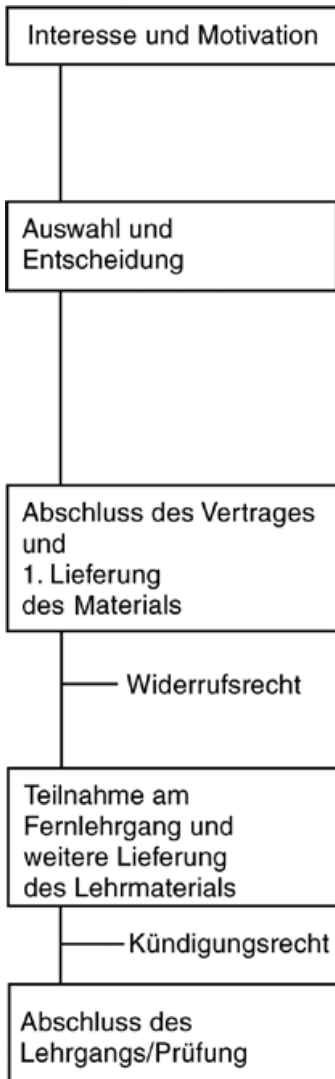 Interesse und Motivation
Auswahl und
Entscheidung
Abschluss des Vertrages
und
1. Lieferung
des Materials
Widerrufsrecht
Teilnahme am
Fernlehrgang und
weitere Lieferung
des Lehrmaterials
Kündigungsrecht
Abschluss des
Lehrgangs/Prüfung